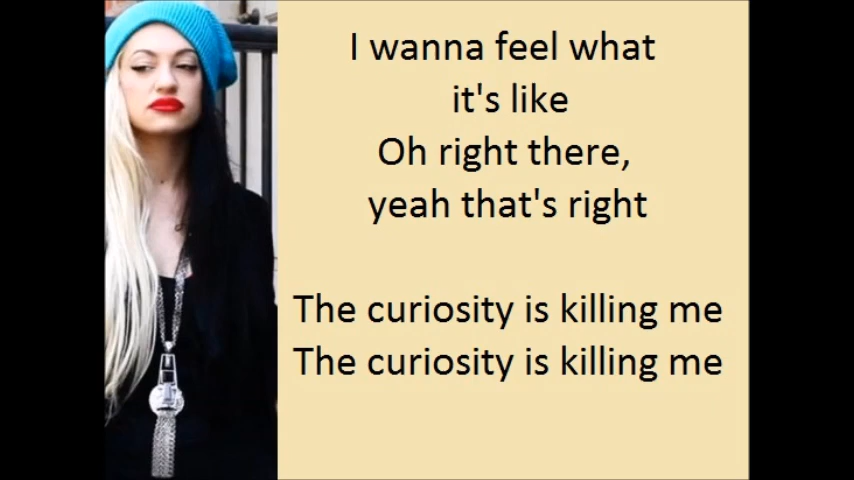 I wanna feel what
it's like
Oh right there,
yeah that's right
The curiosity is killing me
The curiosity is killing me